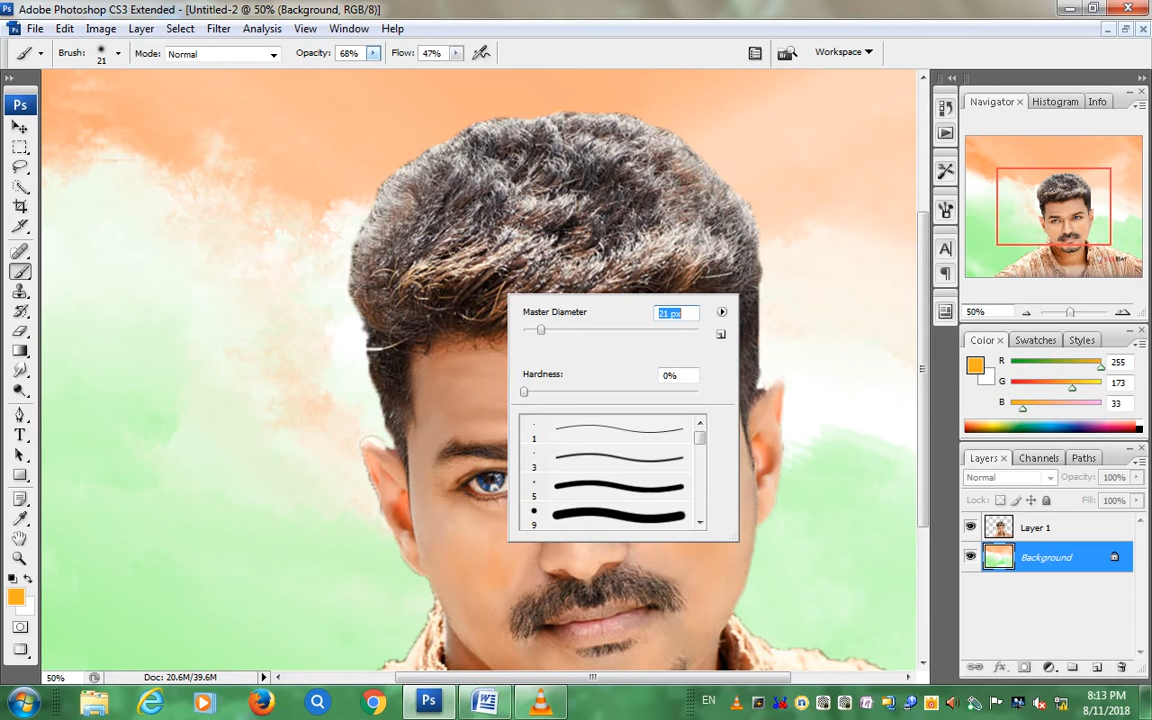 Adobe Photoshop CS3 Extended - [Untitled-2 @ 50% (Background, RGB/8)]
File Edit Image Layer Select Filter Analysis View Window Help
Brush: 21 Mode: Normal Opacity: 68% Flow: 47% Workspace
Ps
Navigator × Histogram Info
50%
Color × Swatches Styles
R 255
G 173
B 33
Layers × Channels Paths
Normal Opacity: 100%
Lock: Fill: 100%
Layer 1
Background
Master Diameter 21 px
Hardness: 0%
1
3
5
9
50% Doc: 20.6M/39.6M
EN 8:13 PM
8/11/2018